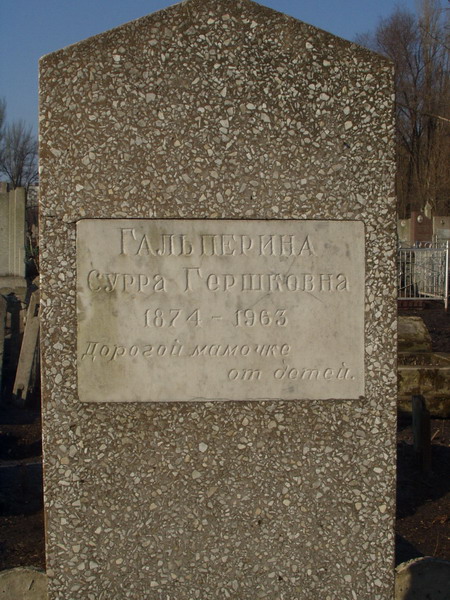 ГАЛЬПЕРИНА
СУРРА ГЕРШКОВНА
1874 - 1963
Дорогой мамочке
от детей.